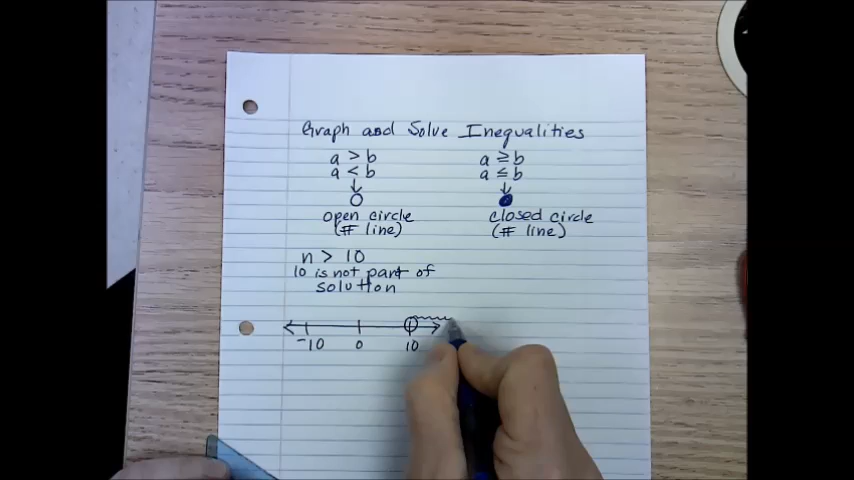 Graph and Solve Inequalities
a > b
a < b
open circle
(# line)
a ≥ b
a ≤ b
closed circle
(# line)
n > 10
10 is not part of
solution
-10 0 10